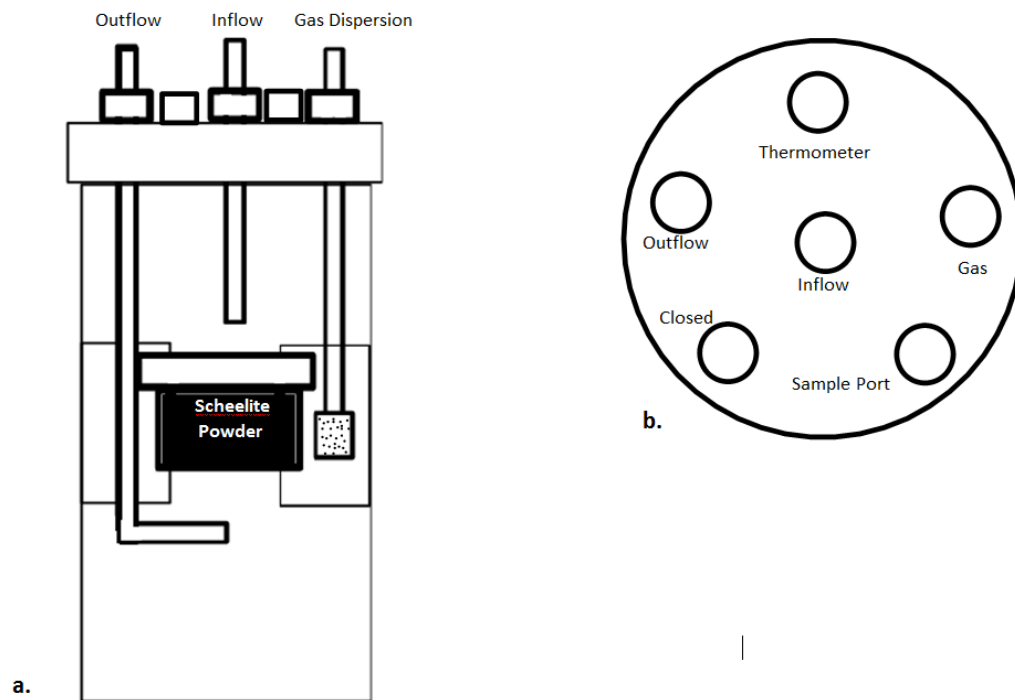 Outflow
Inflow
Gas Dispersion
Scheelite
Powder
a.
Thermometer
Outflow
Inflow
Gas
Closed
Sample Port
b.